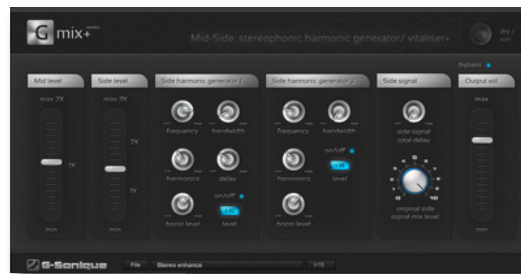 G mix+
Mid-Side: stereophonic harmonic generator/ vitaliser+
dry / wet
bypass
Mid level
Side level
Side harmonic generator 1
Side harmonic generator 2
Side signal
Output vol.
max 2X
max 3X
max
frequency
bandwidth
frequency
bandwidth
side signal
total delay
2X
1X
1X
on/off
harmonics
delay
harmonics
level
on/off
boost level
level
boost level
original side
signal mix level
min
min
min
G-Sonique
File
Stereo enhance
1/16